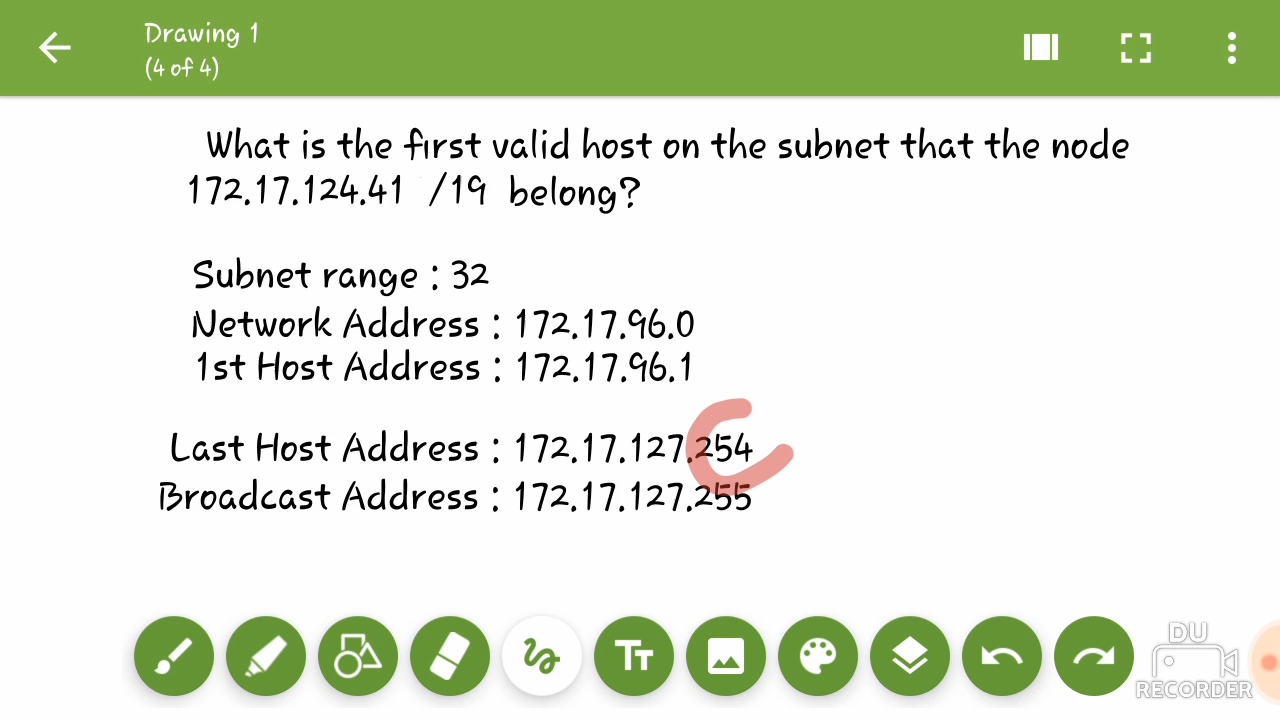 Drawing 1
(4 of 4)
What is the first valid host on the subnet that the node
172.17.124.41 /19 belong?
Subnet range : 32
Network Address : 172.17.96.0
1st Host Address : 172.17.96.1
Last Host Address : 172.17.127.254
Broadcast Address : 172.17.127.255
TT
DU
RECORDER